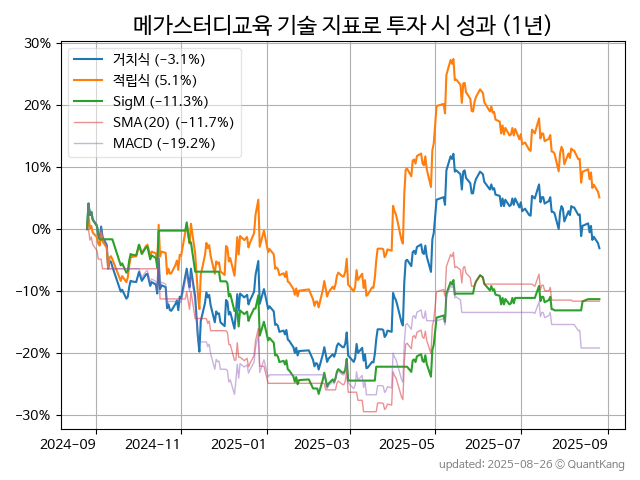 메가스터디교육 기술 지표로 투자 시 성과 (1년)
30%
20%
10%
0%
−10%
−20%
−30%
거치식 (−3.1%)
적립식 (5.1%)
SigM (−11.3%)
SMA(20) (−11.7%)
MACD (−19.2%)
2024-09
2024-11
2025-01
2025-03
2025-05
2025-07
2025-09
updated: 2025-08-26 © QuantKang